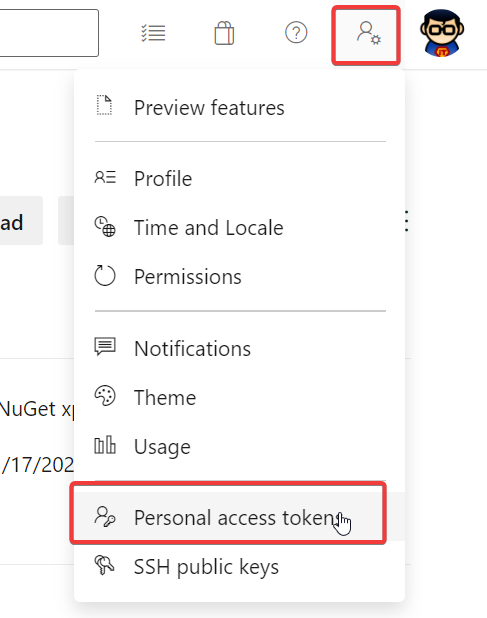 Preview features
Profile
ad
Time and Locale
Permissions
Notifications
Theme
NuGet
Usage
/17/202
Personal access token
SSH public keys